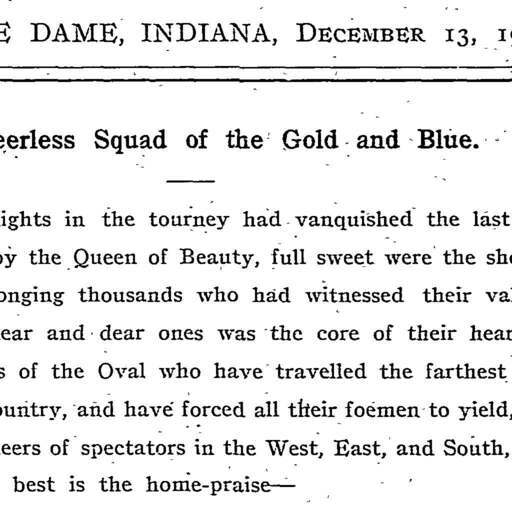 E DAME, INDIANA, DECEMBER 13, 19
eerless Squad of the Gold and Blue.
ights in the tourney had vanquished the last
by the Queen of Beauty, full sweet were the sho
onging thousands who had witnessed their va
ear and dear ones was the core of their hear
s of the Oval who have travelled the farthest
ountry, and have forced all their foemen to yield,
eers of spectators in the West, East, and South,
best is the home-praise—